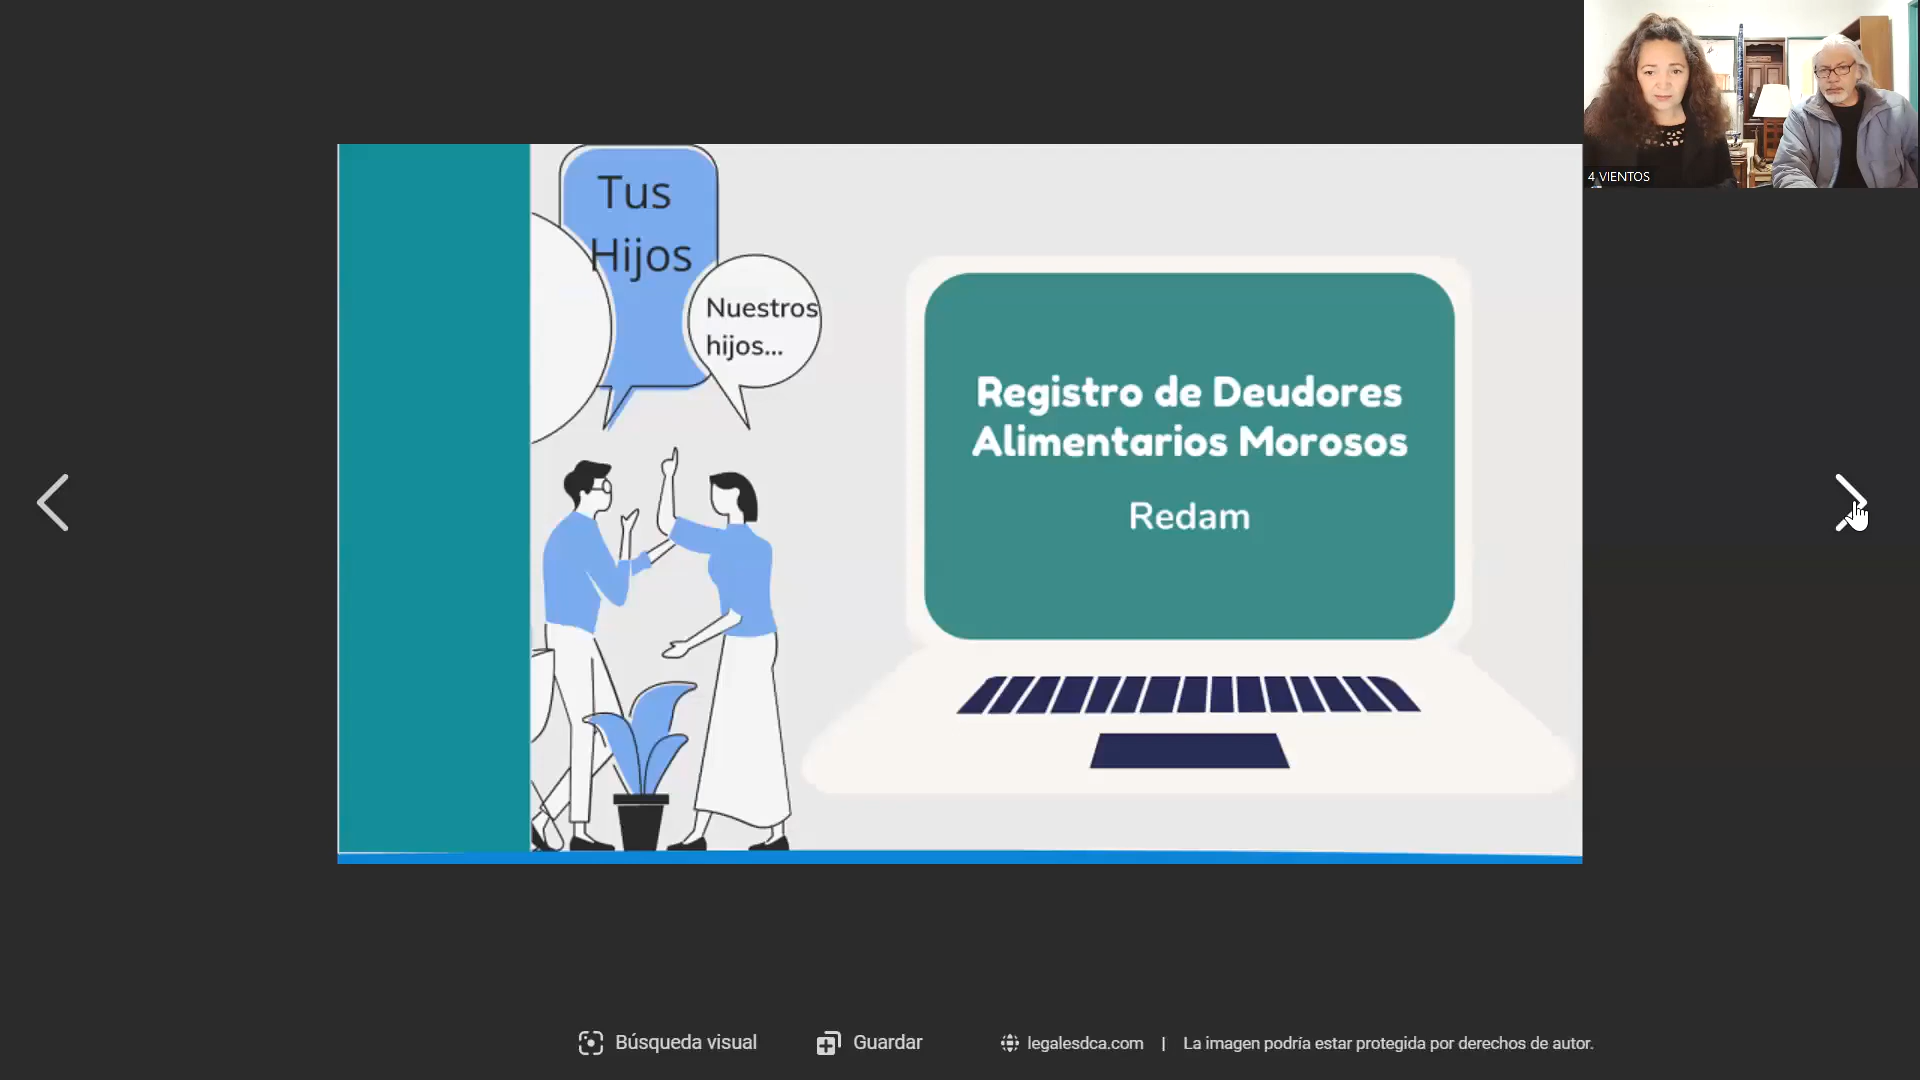 4 VIENTOS
Tus
Hijos
Nuestros
hijos...
Registro de Deudores
Alimentarios Morosos
Redam
Búsqueda visual
Guardar
legalesdca.com | La imagen podría estar protegida por derechos de autor.